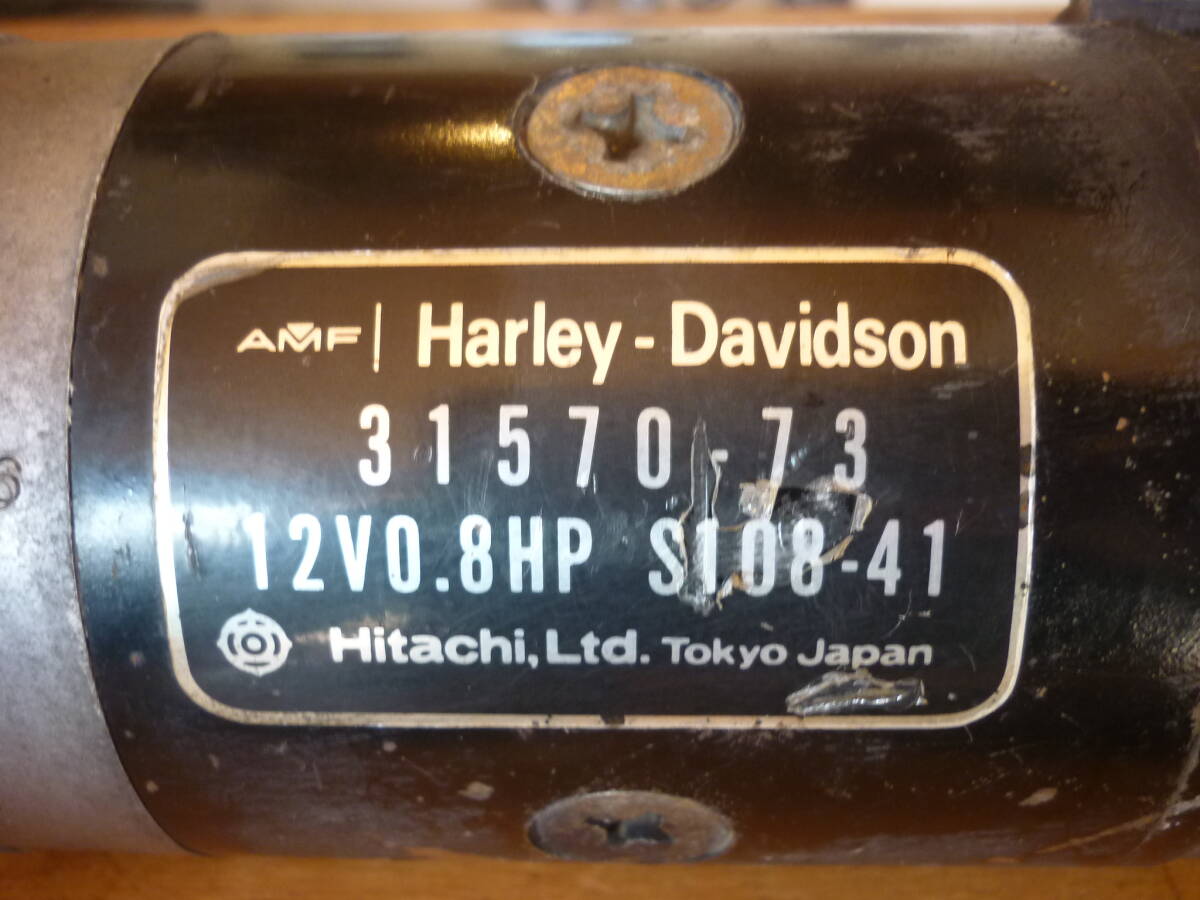 AMF | Harley-Davidson
31570-73
12V0.8HP S108-41
Hitachi, Ltd. Tokyo Japan